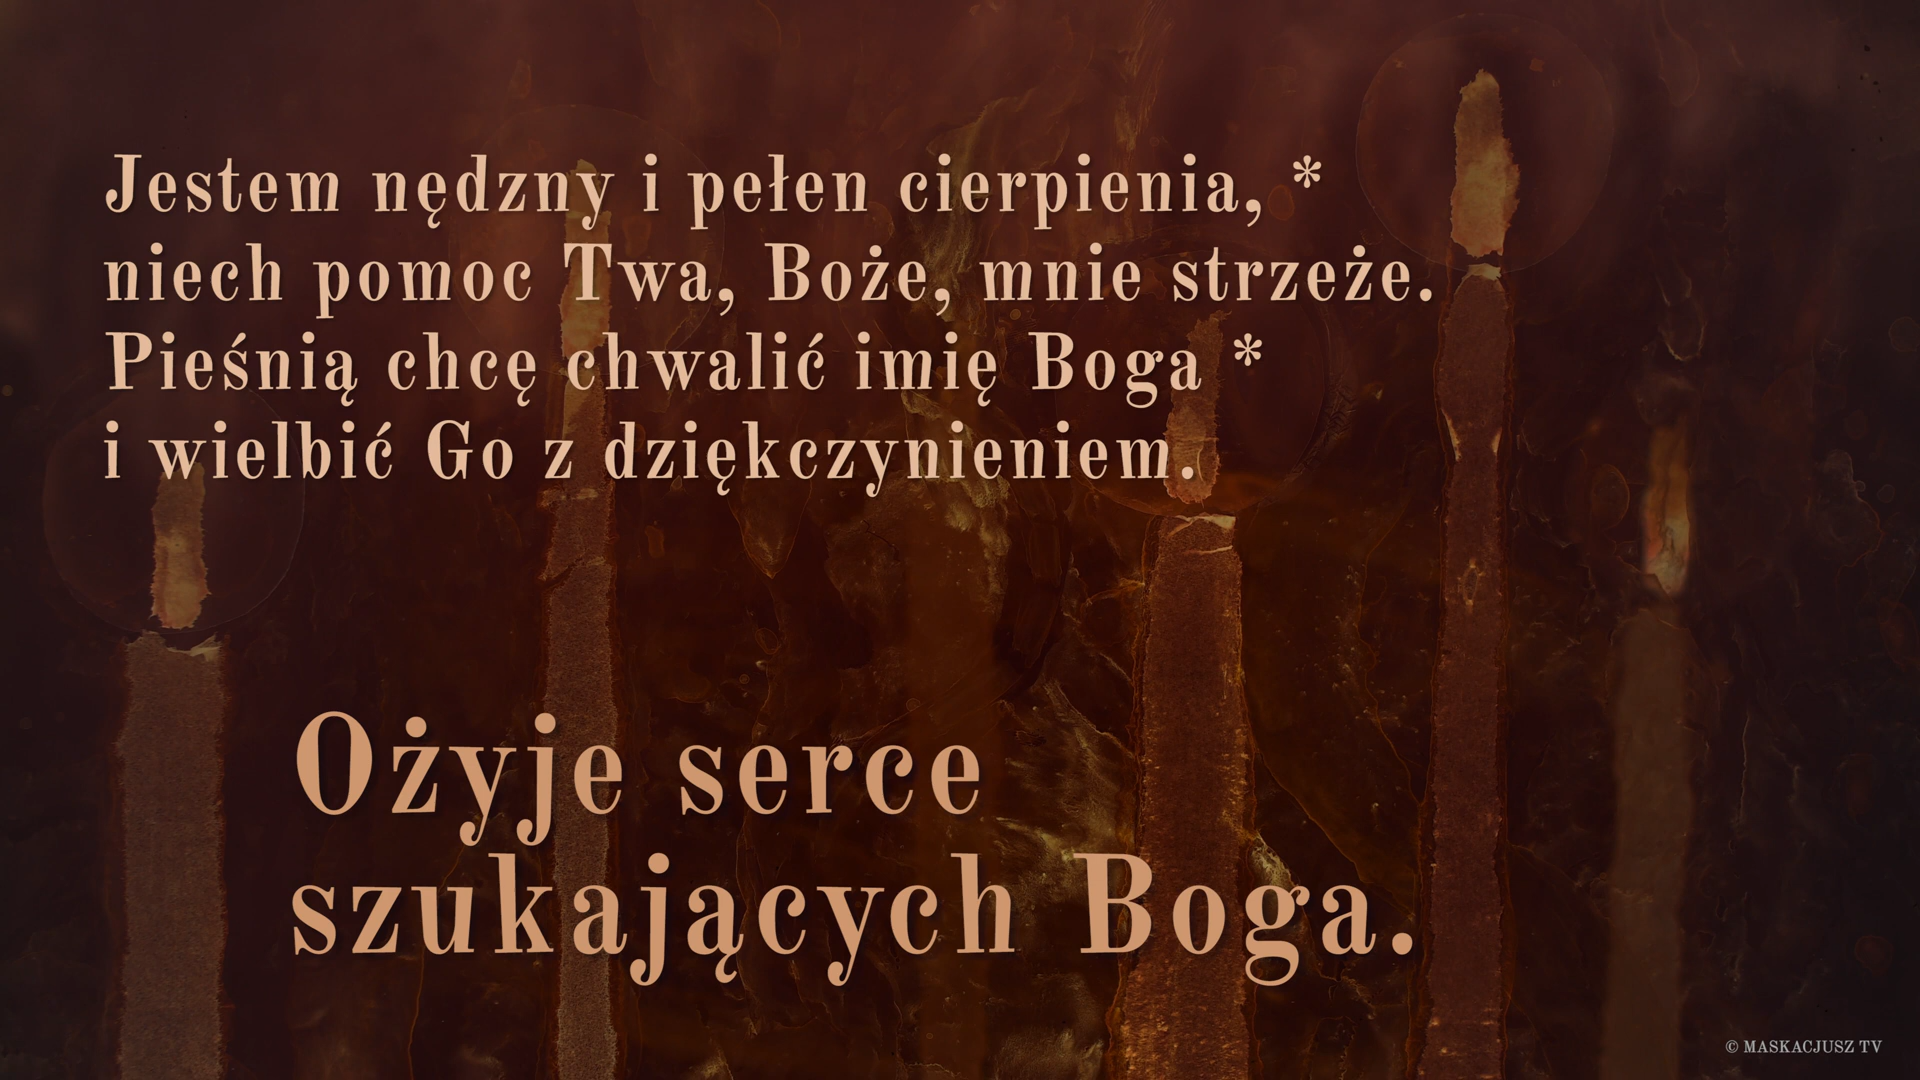 Jestem nędzny i pełen cierpienia, *
niech pomoc Twa, Boże, mnie strzeże.
Pieśnią chcę chwalić imię Boga *
i wielbić Go z dziękczynieniem.
Ożyje serce
szukających Boga.
© MASKACJUSZ TV